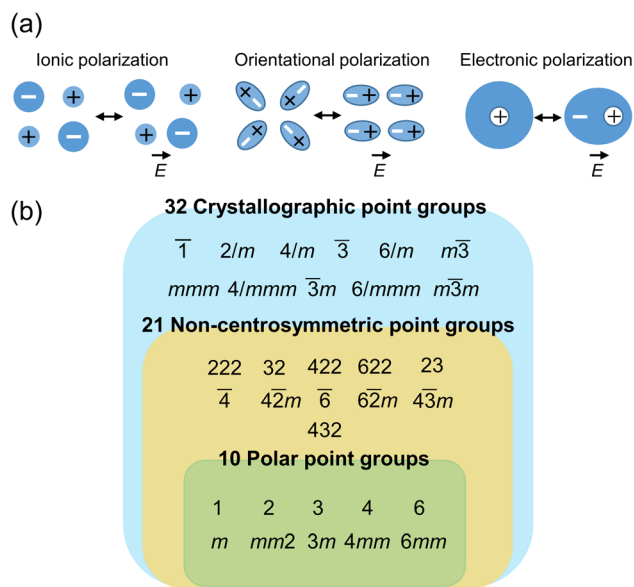 (a)
Ionic polarization Orientational polarization Electronic polarization
− + − +
+ − + −
+ − + − − + − +
+ − + − − + − +
+ − +
E E E
(b)
32 Crystallographic point groups
1̅ 2/m 4/m 3̅ 6/m m3̅
mmm 4/mmm 3̅m 6/mmm m3̅m
21 Non-centrosymmetric point groups
222 32 422 622 23
4̅ 42̅m 6̅ 62̅m 43̅m
432
10 Polar point groups
1 2 3 4 6
m mm2 3m 4mm 6mm